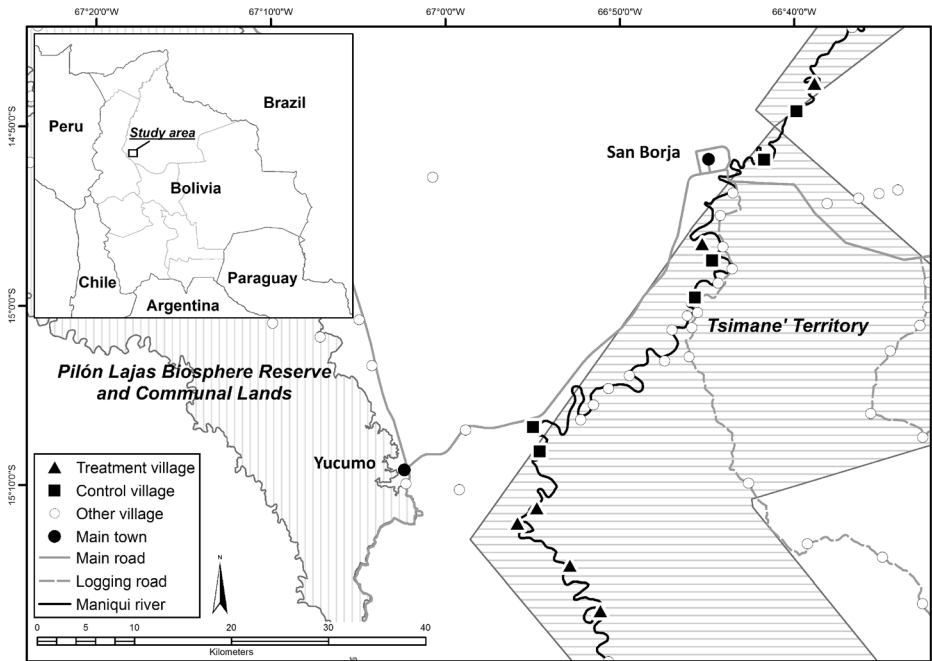 67°20'0"W 67°10'0"W 67°0'0"W 66°50'0"W 66°40'0"W
14°50'0"S
15°0'0"S
15°10'0"S
Peru
Brazil
Study area
Bolivia
Chile
Paraguay
Argentina
San Borja
Tsimane' Territory
Pilón Lajas Biosphere Reserve
and Communal Lands
Yucumo
Treatment village
Control village
Other village
Main town
Main road
Logging road
Maniqui river
N
0 5 10 20 30 40
Kilometers